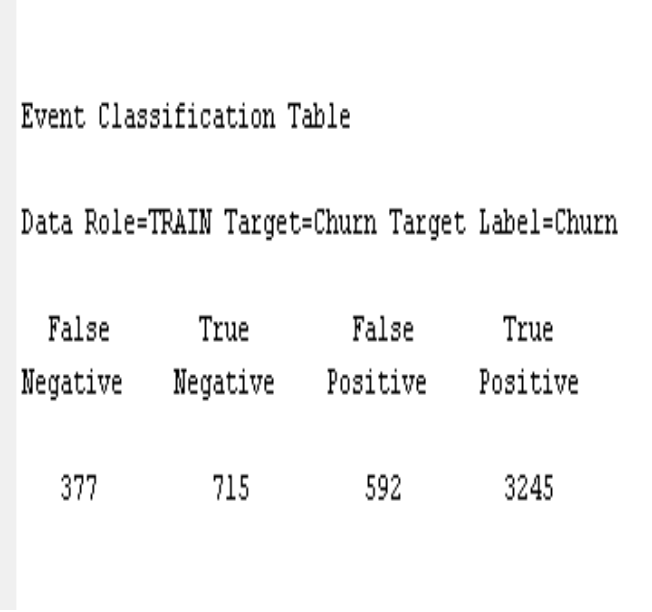 Event Classification Table
Data Role=TRAIN Target=Churn Target Label=Churn
False True False True
Negative Negative Positive Positive
377 715 592 3245